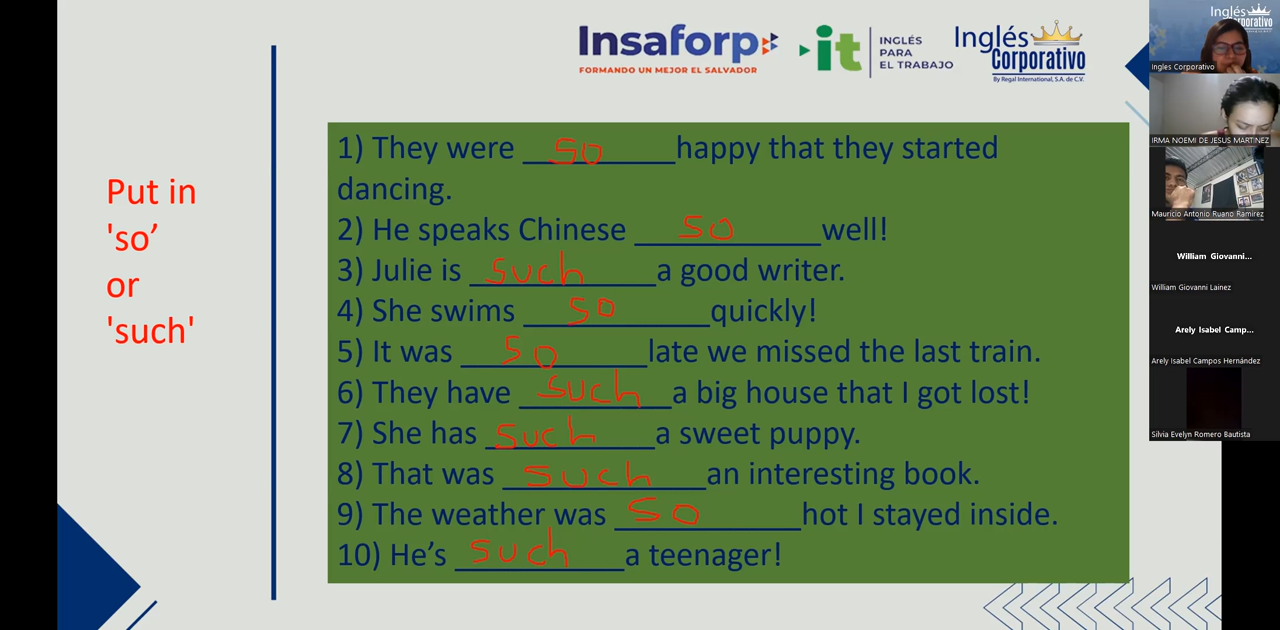 Insaforp
FORMANDO UN MEJOR EL SALVADOR
it
INGLÉS
PARA
EL TRABAJO
Inglés
Corporativo
By Regal International, S.A. de C.V.
Put in
'so’
or
'such'
1) They were so happy that they started
dancing.
2) He speaks Chinese so well!
3) Julie is such a good writer.
4) She swims so quickly!
5) It was so late we missed the last train.
6) They have such a big house that I got lost!
7) She has such a sweet puppy.
8) That was such an interesting book.
9) The weather was so hot I stayed inside.
10) He’s such a teenager!
Inglés
Corporativo
Ingles Corporativo
IRMA NOEMI DE JESUS MARTINEZ
Mauricio Antonio Ruano Ramirez
William Giovanni...
William Giovanni Lainez
Arely Isabel Camp...
Arely Isabel Campos Hernández
Silvia Evelyn Romero Bautista